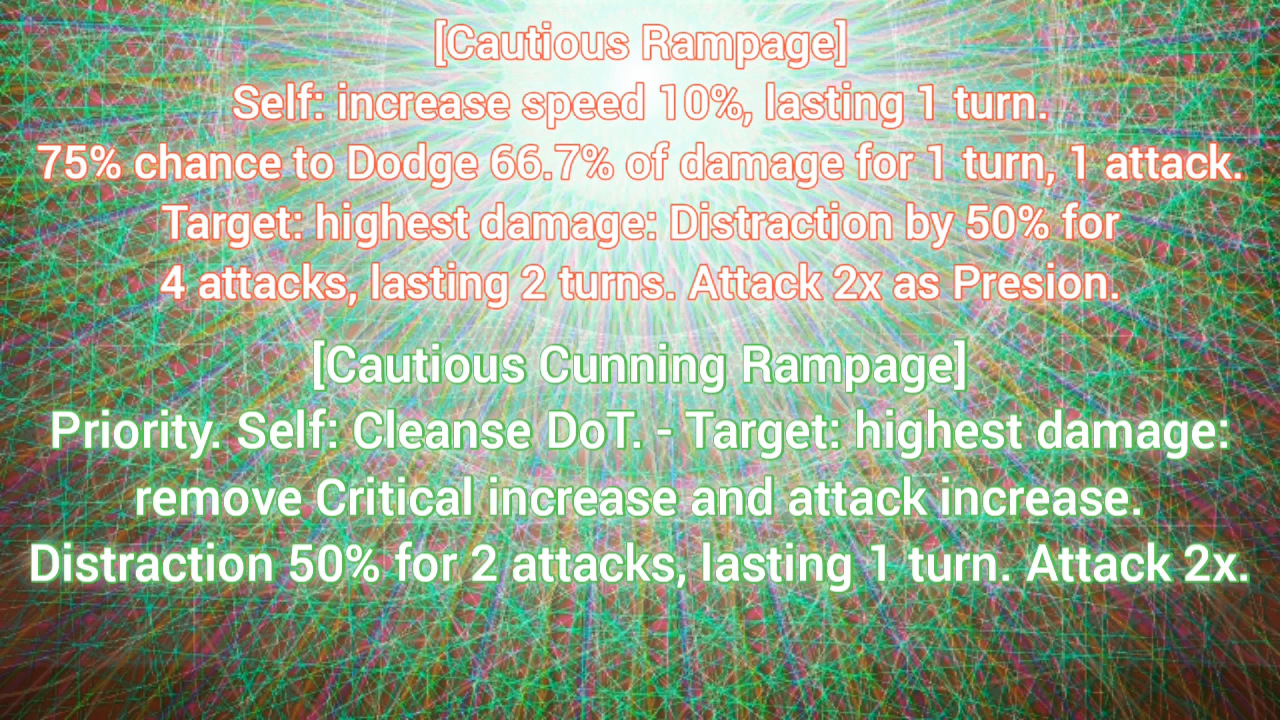 [Cautious Rampage]
Self: increase speed 10%, lasting 1 turn.
75% chance to Dodge 66.7% of damage for 1 turn, 1 attack.
Target: highest damage: Distraction by 50% for
4 attacks, lasting 2 turns. Attack 2x as Presion.
[Cautious Cunning Rampage]
Priority. Self: Cleanse DoT. - Target: highest damage:
remove Critical increase and attack increase.
Distraction 50% for 2 attacks, lasting 1 turn. Attack 2x.